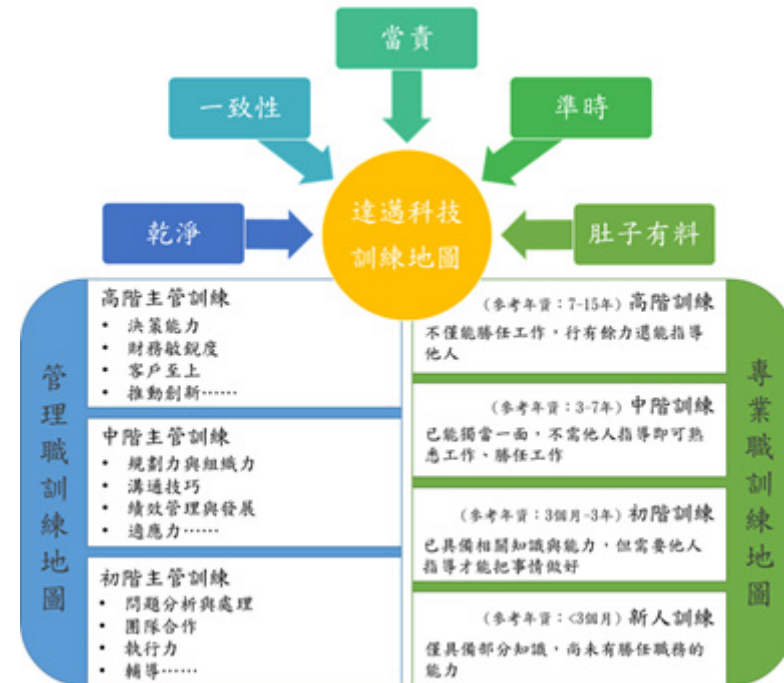 當責
一致性
準時
乾淨
達邁科技
訓練地圖
肚子有料
管理職訓練地圖
高階主管訓練
• 決策能力
• 財務敏銳度
• 客戶至上
• 推動創新……
中階主管訓練
• 規劃力與組織力
• 溝通技巧
• 績效管理與發展
• 適應力……
初階主管訓練
• 問題分析與處理
• 團隊合作
• 執行力
• 輔導……
(參考年資：7-15年) 高階訓練
不僅能勝任工作，行有餘力還能指導
他人
(參考年資：3-7年) 中階訓練
已能獨當一面，不需他人指導即可熟
悉工作、勝任工作
(參考年資：3個月-3年) 初階訓練
已具備相關知識與能力，但需要他人
指導才能把事情做好
(參考年資：<3個月) 新人訓練
僅具備部分知識，尚未有勝任職務的
能力
專業職訓練地圖